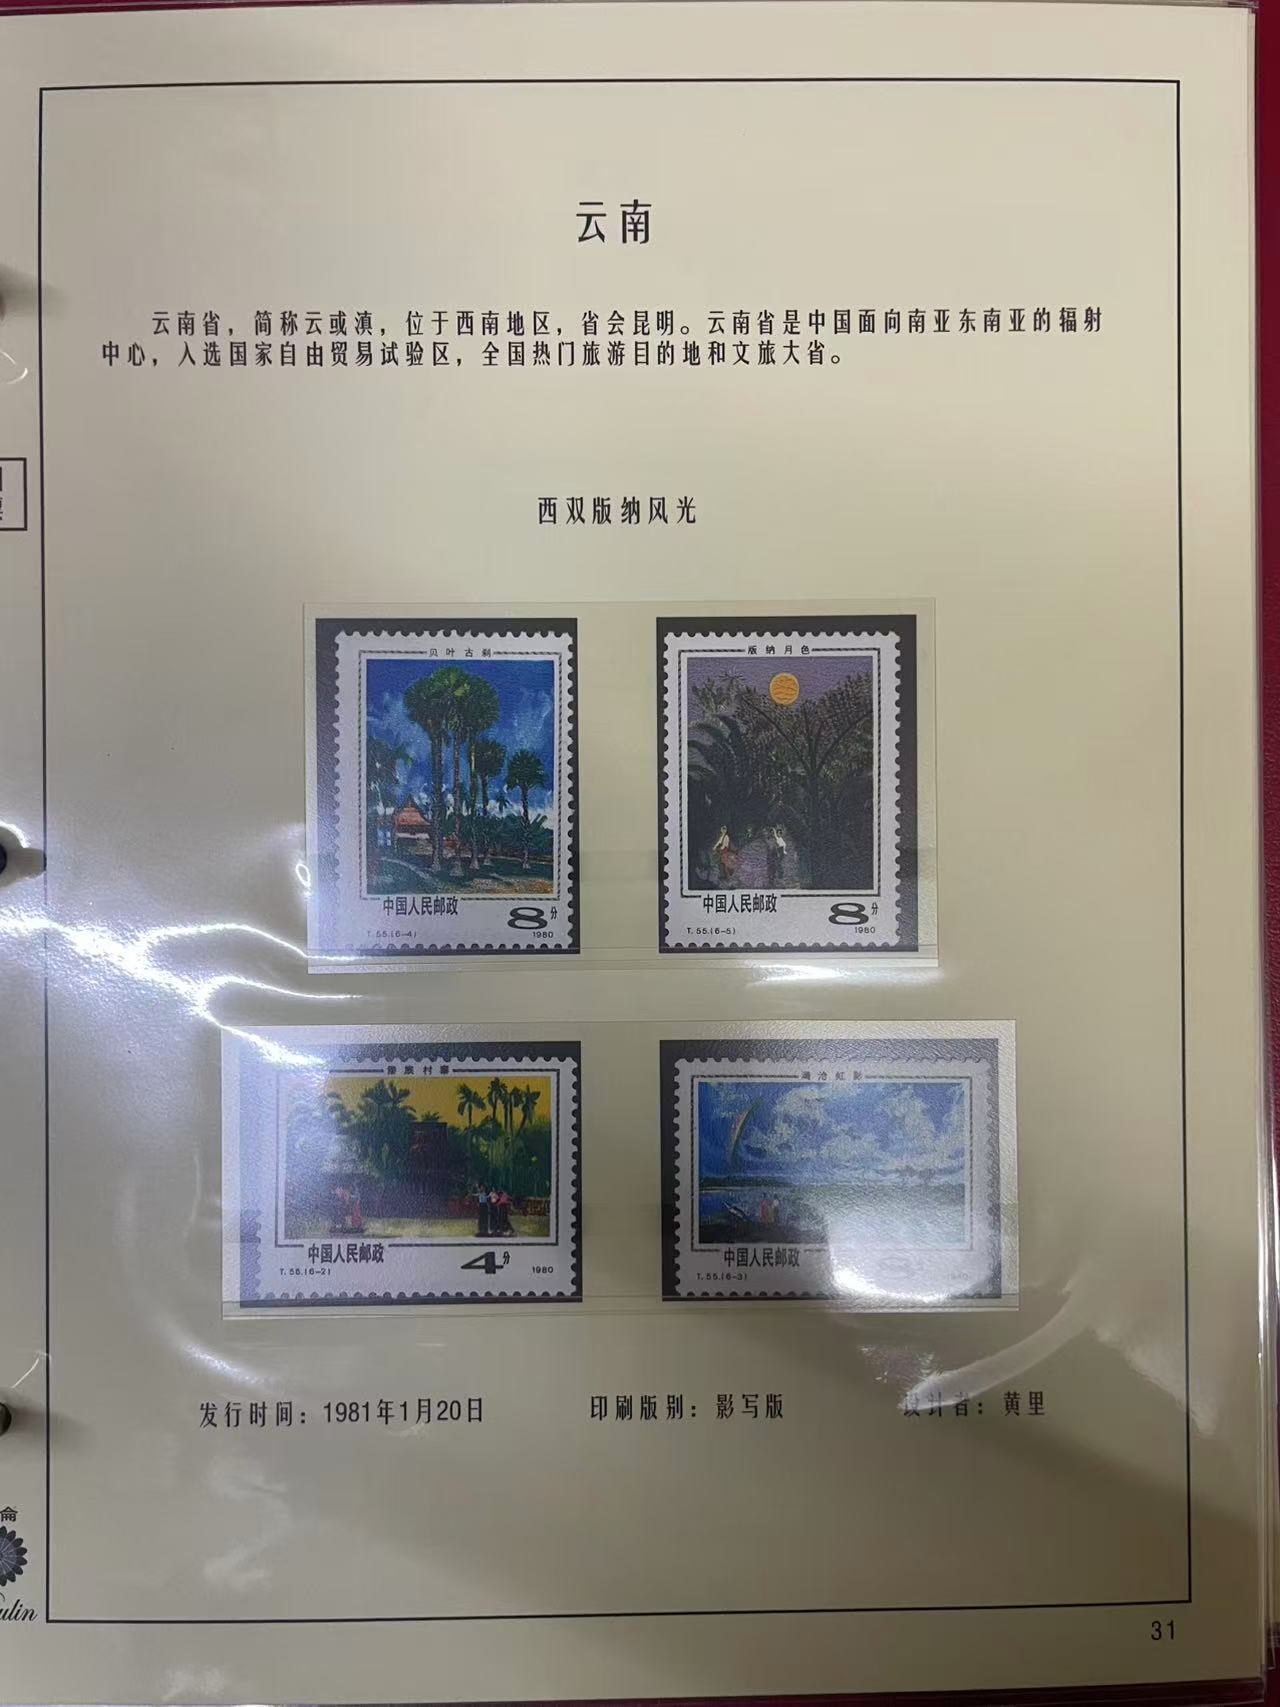 云南
云南省，简称云或滇，位于西南地区，省会昆明。云南省是中国面向南亚东南亚的辐射
中心，入选国家自由贸易试验区，全国热门旅游目的地和文旅大省。
西双版纳风光
贝叶古刹
中国人民邮政
8分
T.55.(6-4)
1980
版纳月色
中国人民邮政
8分
T.55.(6-5)
1980
傣族村寨
中国人民邮政
4分
T.55.(6-2)
1980
澜沧虹影
中国人民邮政
T.55.(6-3)
发行时间：1981年1月20日
印刷版别：影写版
设计者：黄里
31